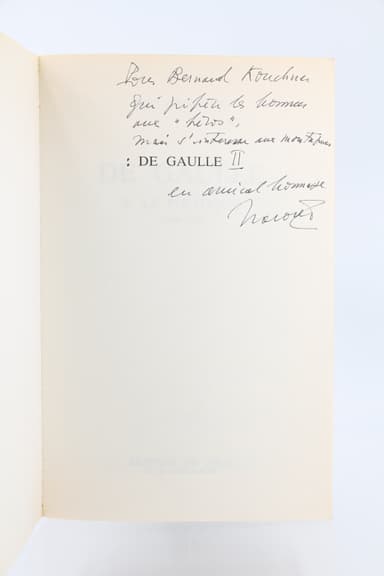 Pour Bernard Kouchner
qui préfère les hommes
aux "héros",
mais s'intéresse aux montagnes
: DE GAULLE II
en amical hommage
Lacouture